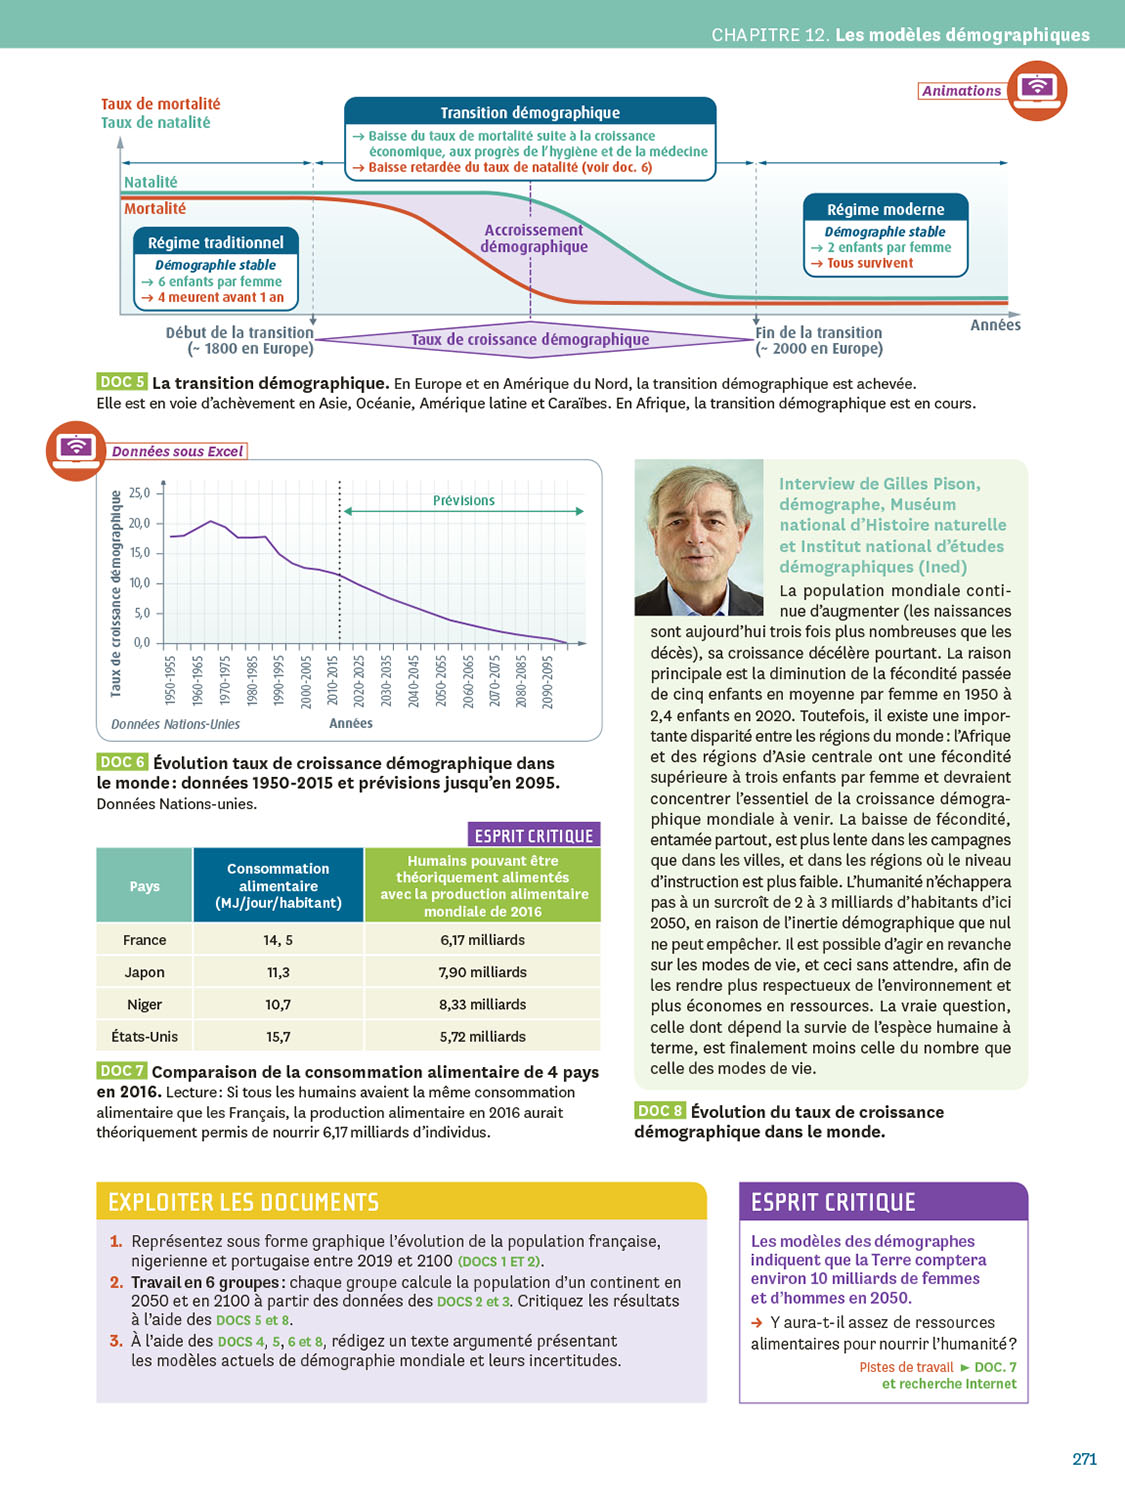 CHAPITRE 12. Les modèles démographiques
Animations
Taux de mortalité
Taux de natalité
Transition démographique
→ Baisse du taux de mortalité suite à la croissance
économique, aux progrès de l'hygiène et de la médecine
→ Baisse retardée du taux de natalité (voir doc. 6)
Natalité
Mortalité
Régime traditionnel
Démographie stable
→ 6 enfants par femme
→ 4 meurent avant 1 an
Accroissement
démographique
Régime moderne
Démographie stable
→ 2 enfants par femme
→ Tous survivent
Début de la transition
(~ 1800 en Europe)
Taux de croissance démographique
Fin de la transition
(~ 2000 en Europe)
Années
DOC 5 La transition démographique. En Europe et en Amérique du Nord, la transition démographique est achevée.
Elle est en voie d'achèvement en Asie, Océanie, Amérique latine et Caraïbes. En Afrique, la transition démographique est en cours.
Données sous Excel
Taux de croissance démographique
25,0
20,0
15,0
10,0
5,0
0,0
Prévisions
1950-1955
1960-1965
1970-1975
1980-1985
1990-1995
2000-2005
2010-2015
2020-2025
2030-2035
2040-2045
2050-2055
2060-2065
2070-2075
2080-2085
2090-2095
Données Nations-Unies
Années
DOC 6 Évolution taux de croissance démographique dans
le monde : données 1950-2015 et prévisions jusqu'en 2095.
Données Nations-unies.
ESPRIT CRITIQUE
Pays
Consommation
alimentaire
(MJ/jour/habitant)
Humains pouvant être
théoriquement alimentés
avec la production alimentaire
mondiale de 2016
France 14, 5 6,17 milliards
Japon 11,3 7,90 milliards
Niger 10,7 8,33 milliards
États-Unis 15,7 5,72 milliards
DOC 7 Comparaison de la consommation alimentaire de 4 pays
en 2016. Lecture : Si tous les humains avaient la même consommation
alimentaire que les Français, la production alimentaire en 2016 aurait
théoriquement permis de nourrir 6,17 milliards d'individus.
Interview de Gilles Pison,
démographe, Muséum
national d'Histoire naturelle
et Institut national d'études
démographiques (Ined)
La population mondiale conti-
nue d'augmenter (les naissances
sont aujourd'hui trois fois plus nombreuses que les
décès), sa croissance décélère pourtant. La raison
principale est la diminution de la fécondité passée
de cinq enfants en moyenne par femme en 1950 à
2,4 enfants en 2020. Toutefois, il existe une impor-
tante disparité entre les régions du monde : l'Afrique
et des régions d'Asie centrale ont une fécondité
supérieure à trois enfants par femme et devraient
concentrer l'essentiel de la croissance démogra-
phique mondiale à venir. La baisse de fécondité,
entamée partout, est plus lente dans les campagnes
que dans les villes, et dans les régions où le niveau
d'instruction est plus faible. L'humanité n'échappera
pas à un surcroît de 2 à 3 milliards d'habitants d'ici
2050, en raison de l'inertie démographique que nul
ne peut empêcher. Il est possible d'agir en revanche
sur les modes de vie, et ceci sans attendre, afin de
les rendre plus respectueux de l'environnement et
plus économes en ressources. La vraie question,
celle dont dépend la survie de l'espèce humaine à
terme, est finalement moins celle du nombre que
celle des modes de vie.
DOC 8 Évolution du taux de croissance
démographique dans le monde.
EXPLOITER LES DOCUMENTS
1. Représentez sous forme graphique l'évolution de la population française,
nigerienne et portugaise entre 2019 et 2100 (DOCS 1 ET 2).
2. Travail en 6 groupes : chaque groupe calcule la population d'un continent en
2050 et en 2100 à partir des données des DOCS 2 et 3. Critiquez les résultats
à l'aide des DOCS 5 et 8.
3. À l'aide des DOCS 4, 5, 6 et 8, rédigez un texte argumenté présentant
les modèles actuels de démographie mondiale et leurs incertitudes.
ESPRIT CRITIQUE
Les modèles des démographes
indiquent que la Terre comptera
environ 10 milliards de femmes
et d'hommes en 2050.
→ Y aura-t-il assez de ressources
alimentaires pour nourrir l'humanité ?
Pistes de travail ► DOC. 7
et recherche Internet
271